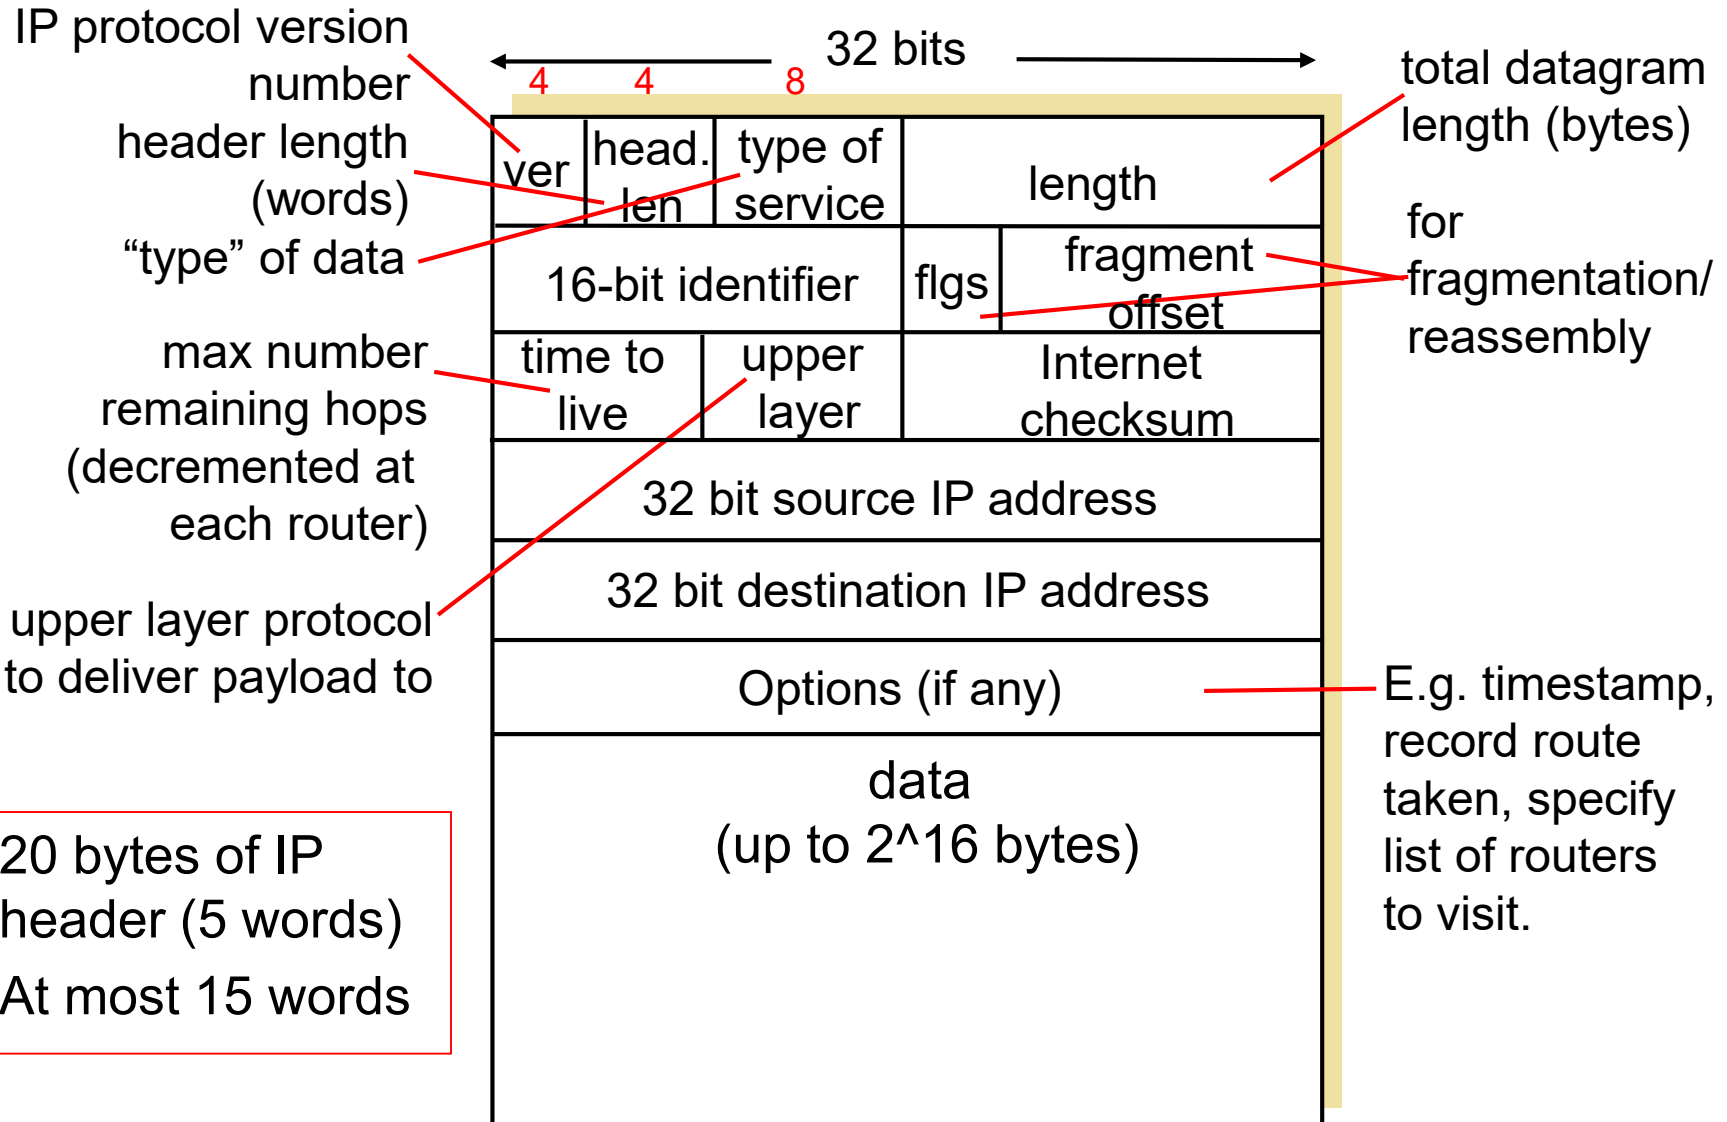 IP protocol version
number
header length
(words)
“type” of data
max number
remaining hops
(decremented at
each router)
upper layer protocol
to deliver payload to
20 bytes of IP
header (5 words)
At most 15 words
32 bits
4 4 8
ver
head.
len
type of
service
length
16-bit identifier
flgs
fragment
offset
time to
live
upper
layer
Internet
checksum
32 bit source IP address
32 bit destination IP address
Options (if any)
data
(up to 2^16 bytes)
total datagram
length (bytes)
for
fragmentation/
reassembly
E.g. timestamp,
record route
taken, specify
list of routers
to visit.